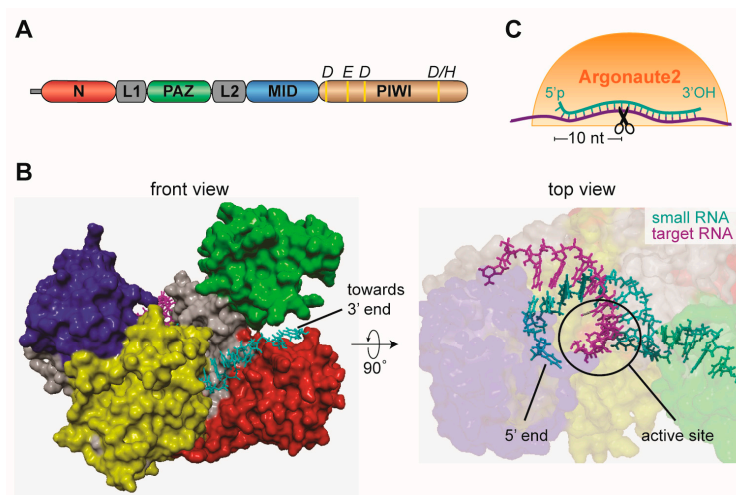 A
D E D D/H
N L1 PAZ L2 MID PIWI
C
Argonaute2
5'p 3'OH
10 nt
B
front view
towards
3' end
90°
top view
small RNA
target RNA
5' end
active site